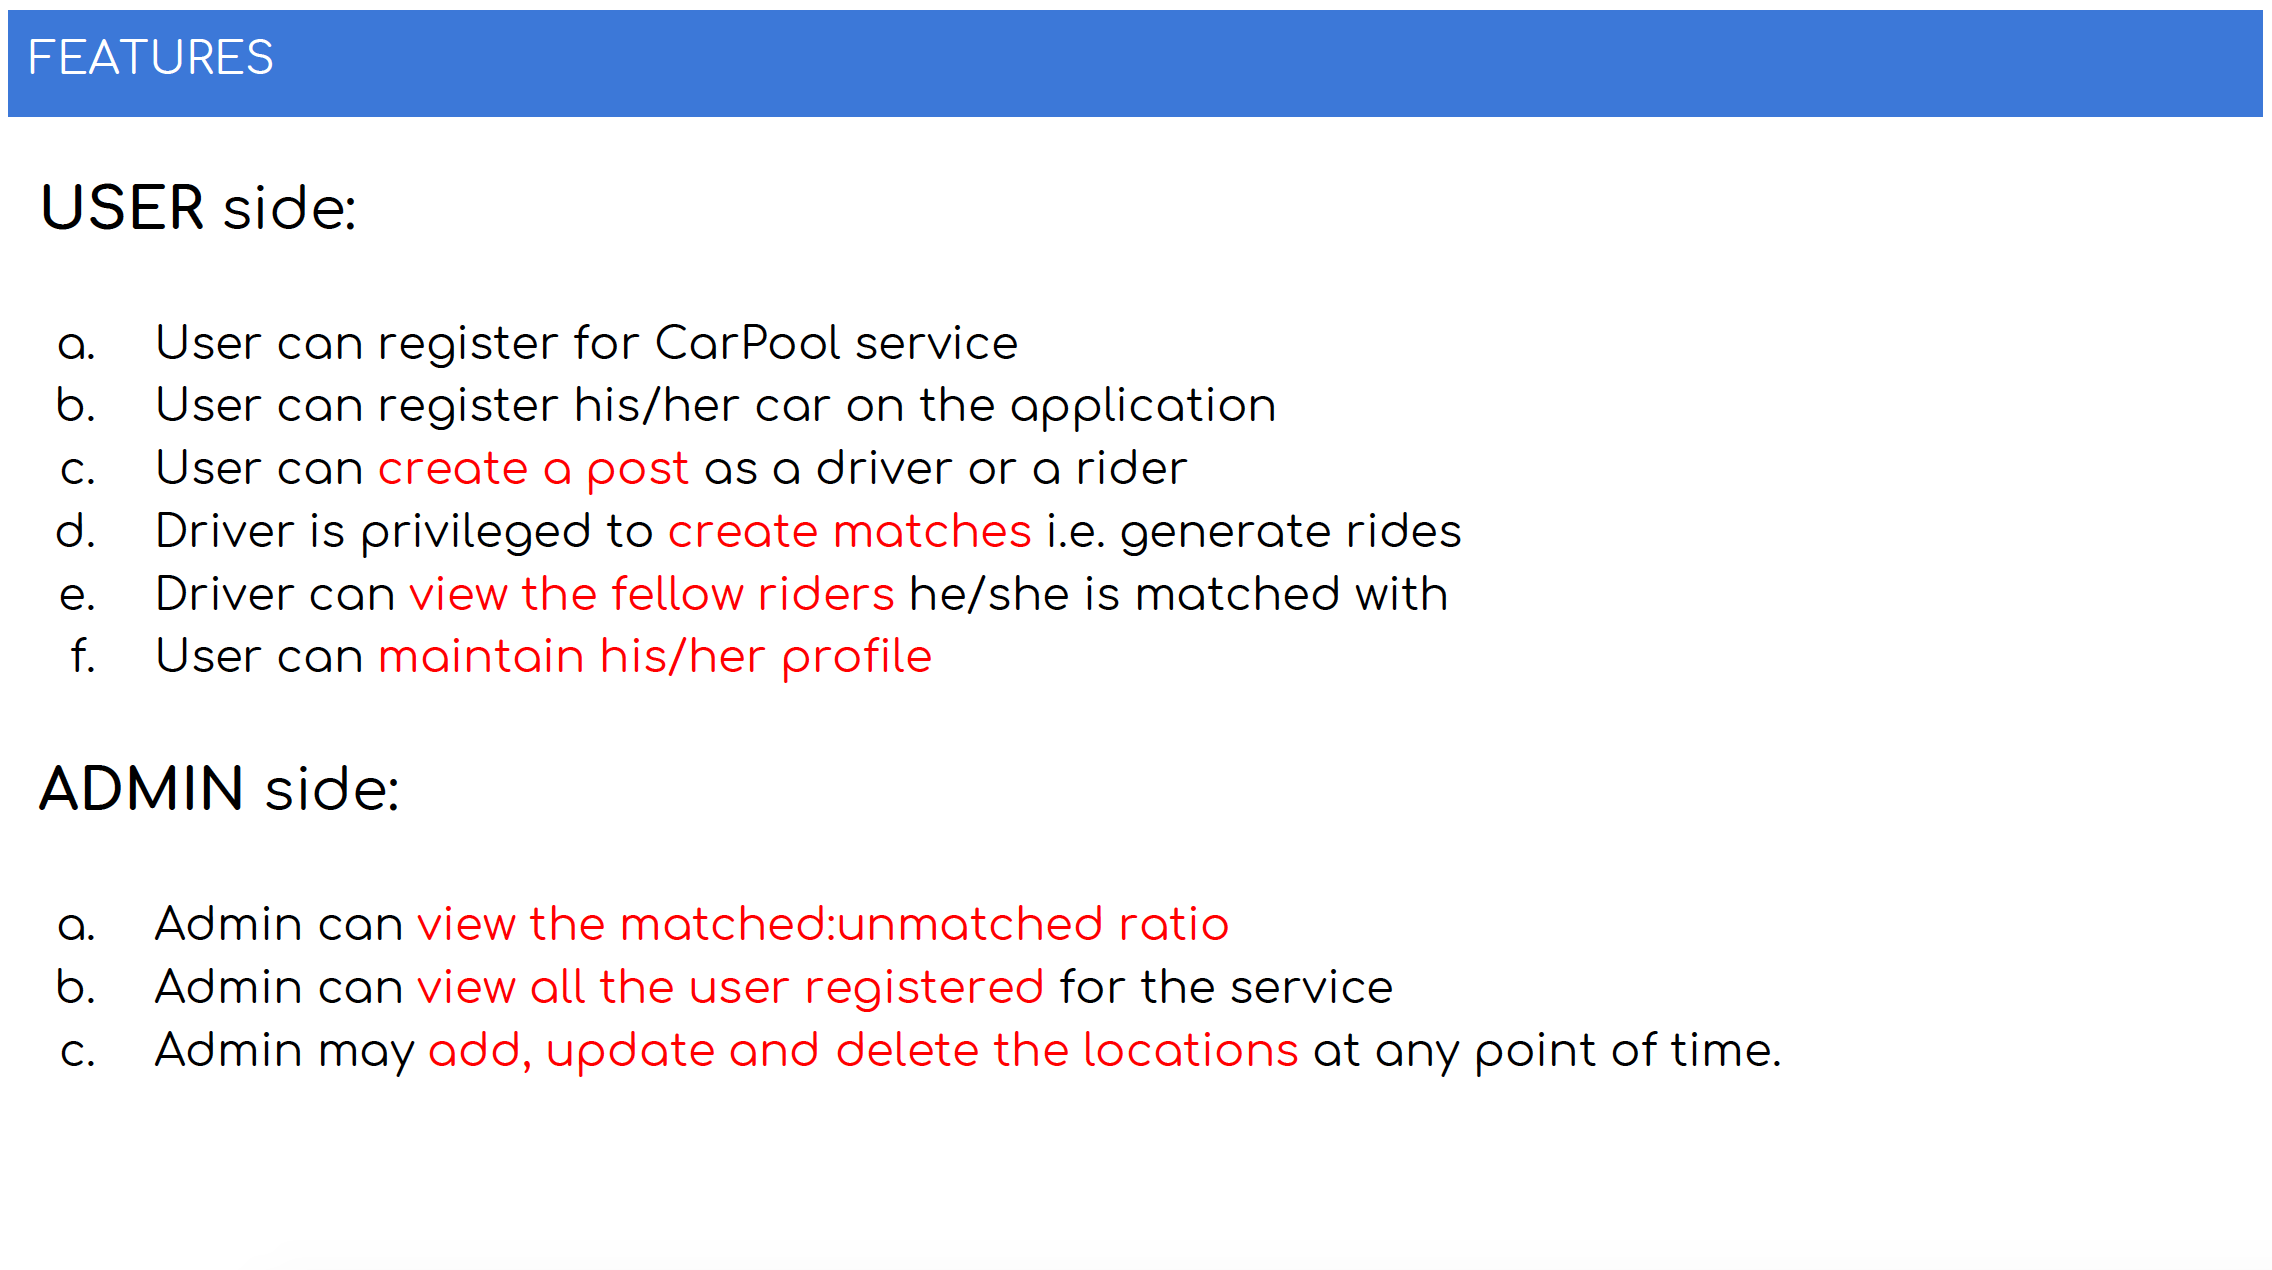 FEATURES
USER side:
a. User can register for CarPool service
b. User can register his/her car on the application
c. User can create a post as a driver or a rider
d. Driver is privileged to create matches i.e. generate rides
e. Driver can view the fellow riders he/she is matched with
f. User can maintain his/her profile
ADMIN side:
a. Admin can view the matched:unmatched ratio
b. Admin can view all the user registered for the service
c. Admin may add, update and delete the locations at any point of time.